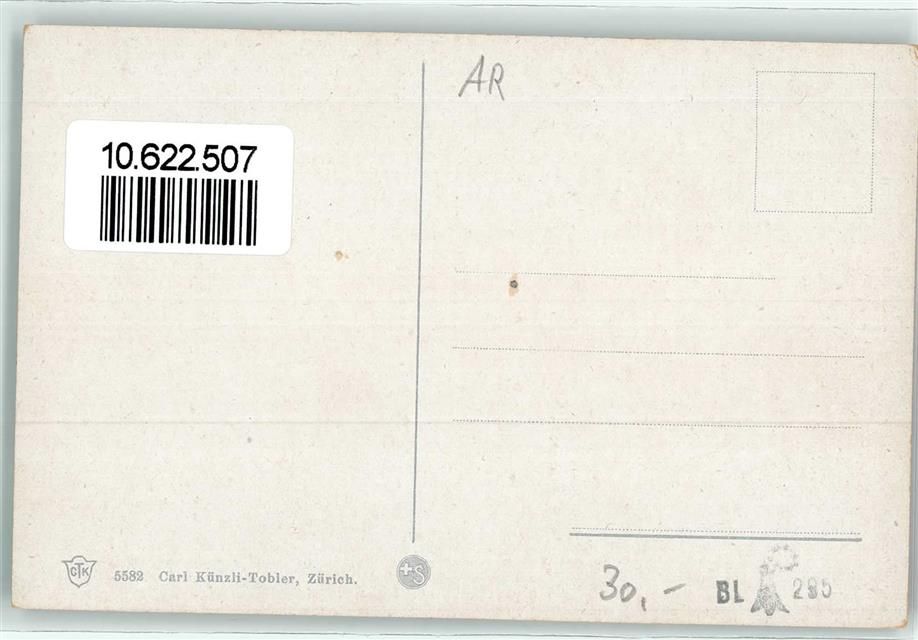 AR
10.622.507
CTK 5582 Carl Künzli-Tobler, Zürich.
+S
30,-
BL 285